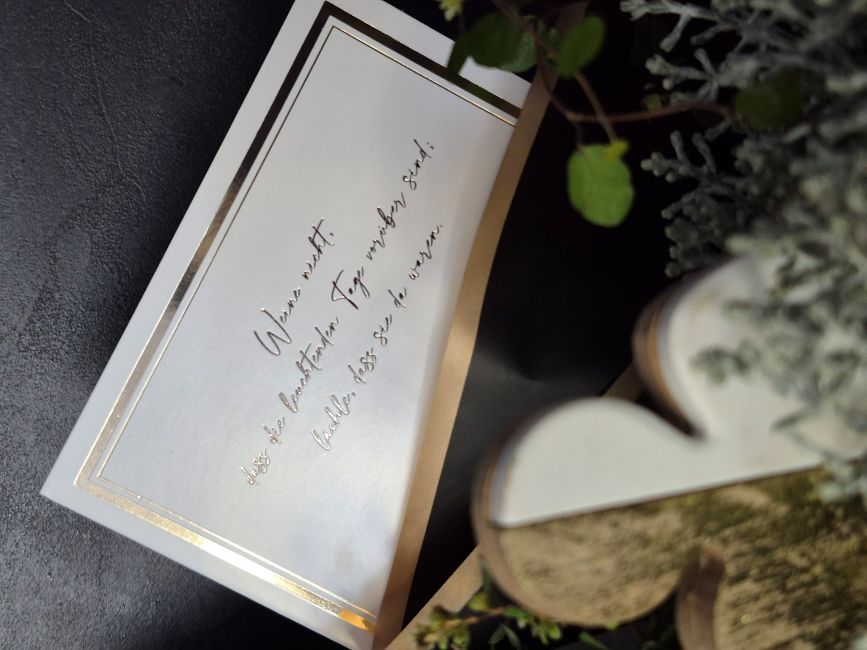 Weine nicht,
dass die leuchtenden Tage vorüber sind;
lächle, dass sie da waren.